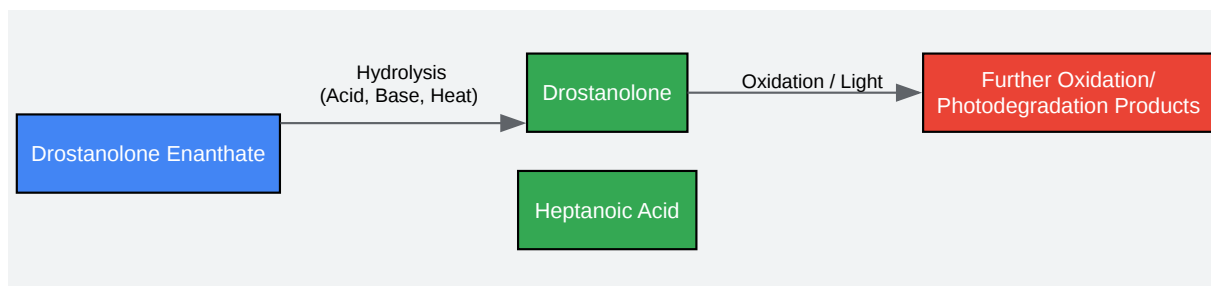 Drostanolone Enanthate
Hydrolysis
(Acid, Base, Heat)
Drostanolone
Heptanoic Acid
Oxidation / Light
Further Oxidation/
Photodegradation Products